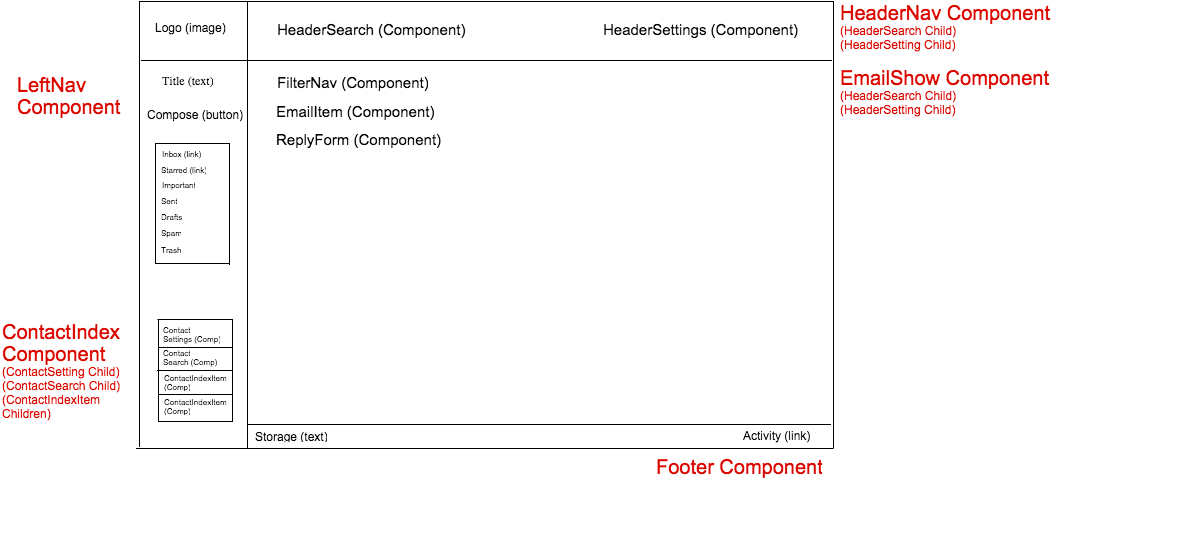 Logo (image)
HeaderSearch (Component)
HeaderSettings (Component)
HeaderNav Component
(HeaderSearch Child)
(HeaderSetting Child)
LeftNav
Component
Title (text)
Compose (button)
FilterNav (Component)
EmailItem (Component)
ReplyForm (Component)
EmailShow Component
(HeaderSearch Child)
(HeaderSetting Child)
Inbox (link)
Starred (link)
Important
Sent
Drafts
Spam
Trash
ContactIndex
Component
(ContactSetting Child)
(ContactSearch Child)
(ContactIndexItem
Children)
Contact
Settings (Comp)
Contact
Search (Comp)
ContactIndexItem
(Comp)
ContactIndexItem
(Comp)
Storage (text)
Activity (link)
Footer Component